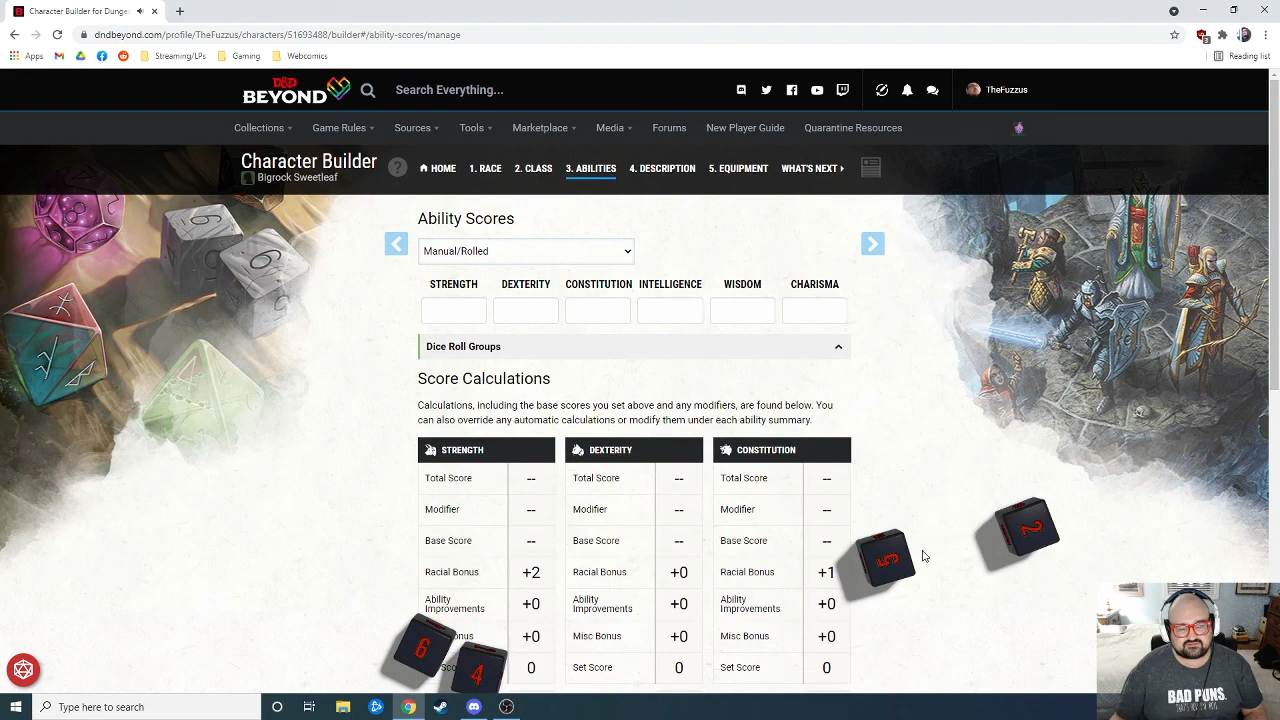 Character Builder for Dunge
dndbeyond.com/profile/TheFuzzus/characters/51693488/builder#/ability-scores/manage
3
Apps
Streaming/LPs
Gaming
Webcomics
Reading list
D&D
BEYOND
Search Everything...
TheFuzzus
Collections
Game Rules
Sources
Tools
Marketplace
Media
Forums
New Player Guide
Quarantine Resources
Character Builder
?
Bigrock Sweetleaf
HOME
1. RACE
2. CLASS
3. ABILITIES
4. DESCRIPTION
5. EQUIPMENT
WHAT'S NEXT
Ability Scores
Manual/Rolled
STRENGTH
DEXTERITY
CONSTITUTION
INTELLIGENCE
WISDOM
CHARISMA
Dice Roll Groups
Score Calculations
Calculations, including the base scores you set above and any modifiers, are found below. You
can also override any automatic calculations or modify them under each ability summary.
STRENGTH
Total Score --
Modifier --
Base Score --
Racial Bonus +2
Ability
Improvements +0
onus +0
0
DEXTERITY
Total Score --
Modifier --
Base Score --
Racial Bonus +0
Ability
Improvements +0
Misc Bonus +0
Set Score 0
CONSTITUTION
Total Score --
Modifier --
Base Score --
Racial Bonus +1
Ability
Improvements +0
Misc Bonus +0
Set Score 0
2
6
4
BAD PUNS.
Type here to search